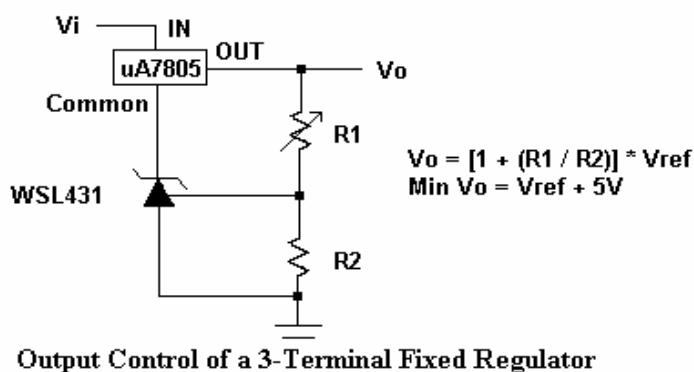 Vi
IN
OUT
uA7805
Vo
Common
R1
Vo = [1 + (R1 / R2)] * Vref
Min Vo = Vref + 5V
WSL431
R2
Output Control of a 3-Terminal Fixed Regulator